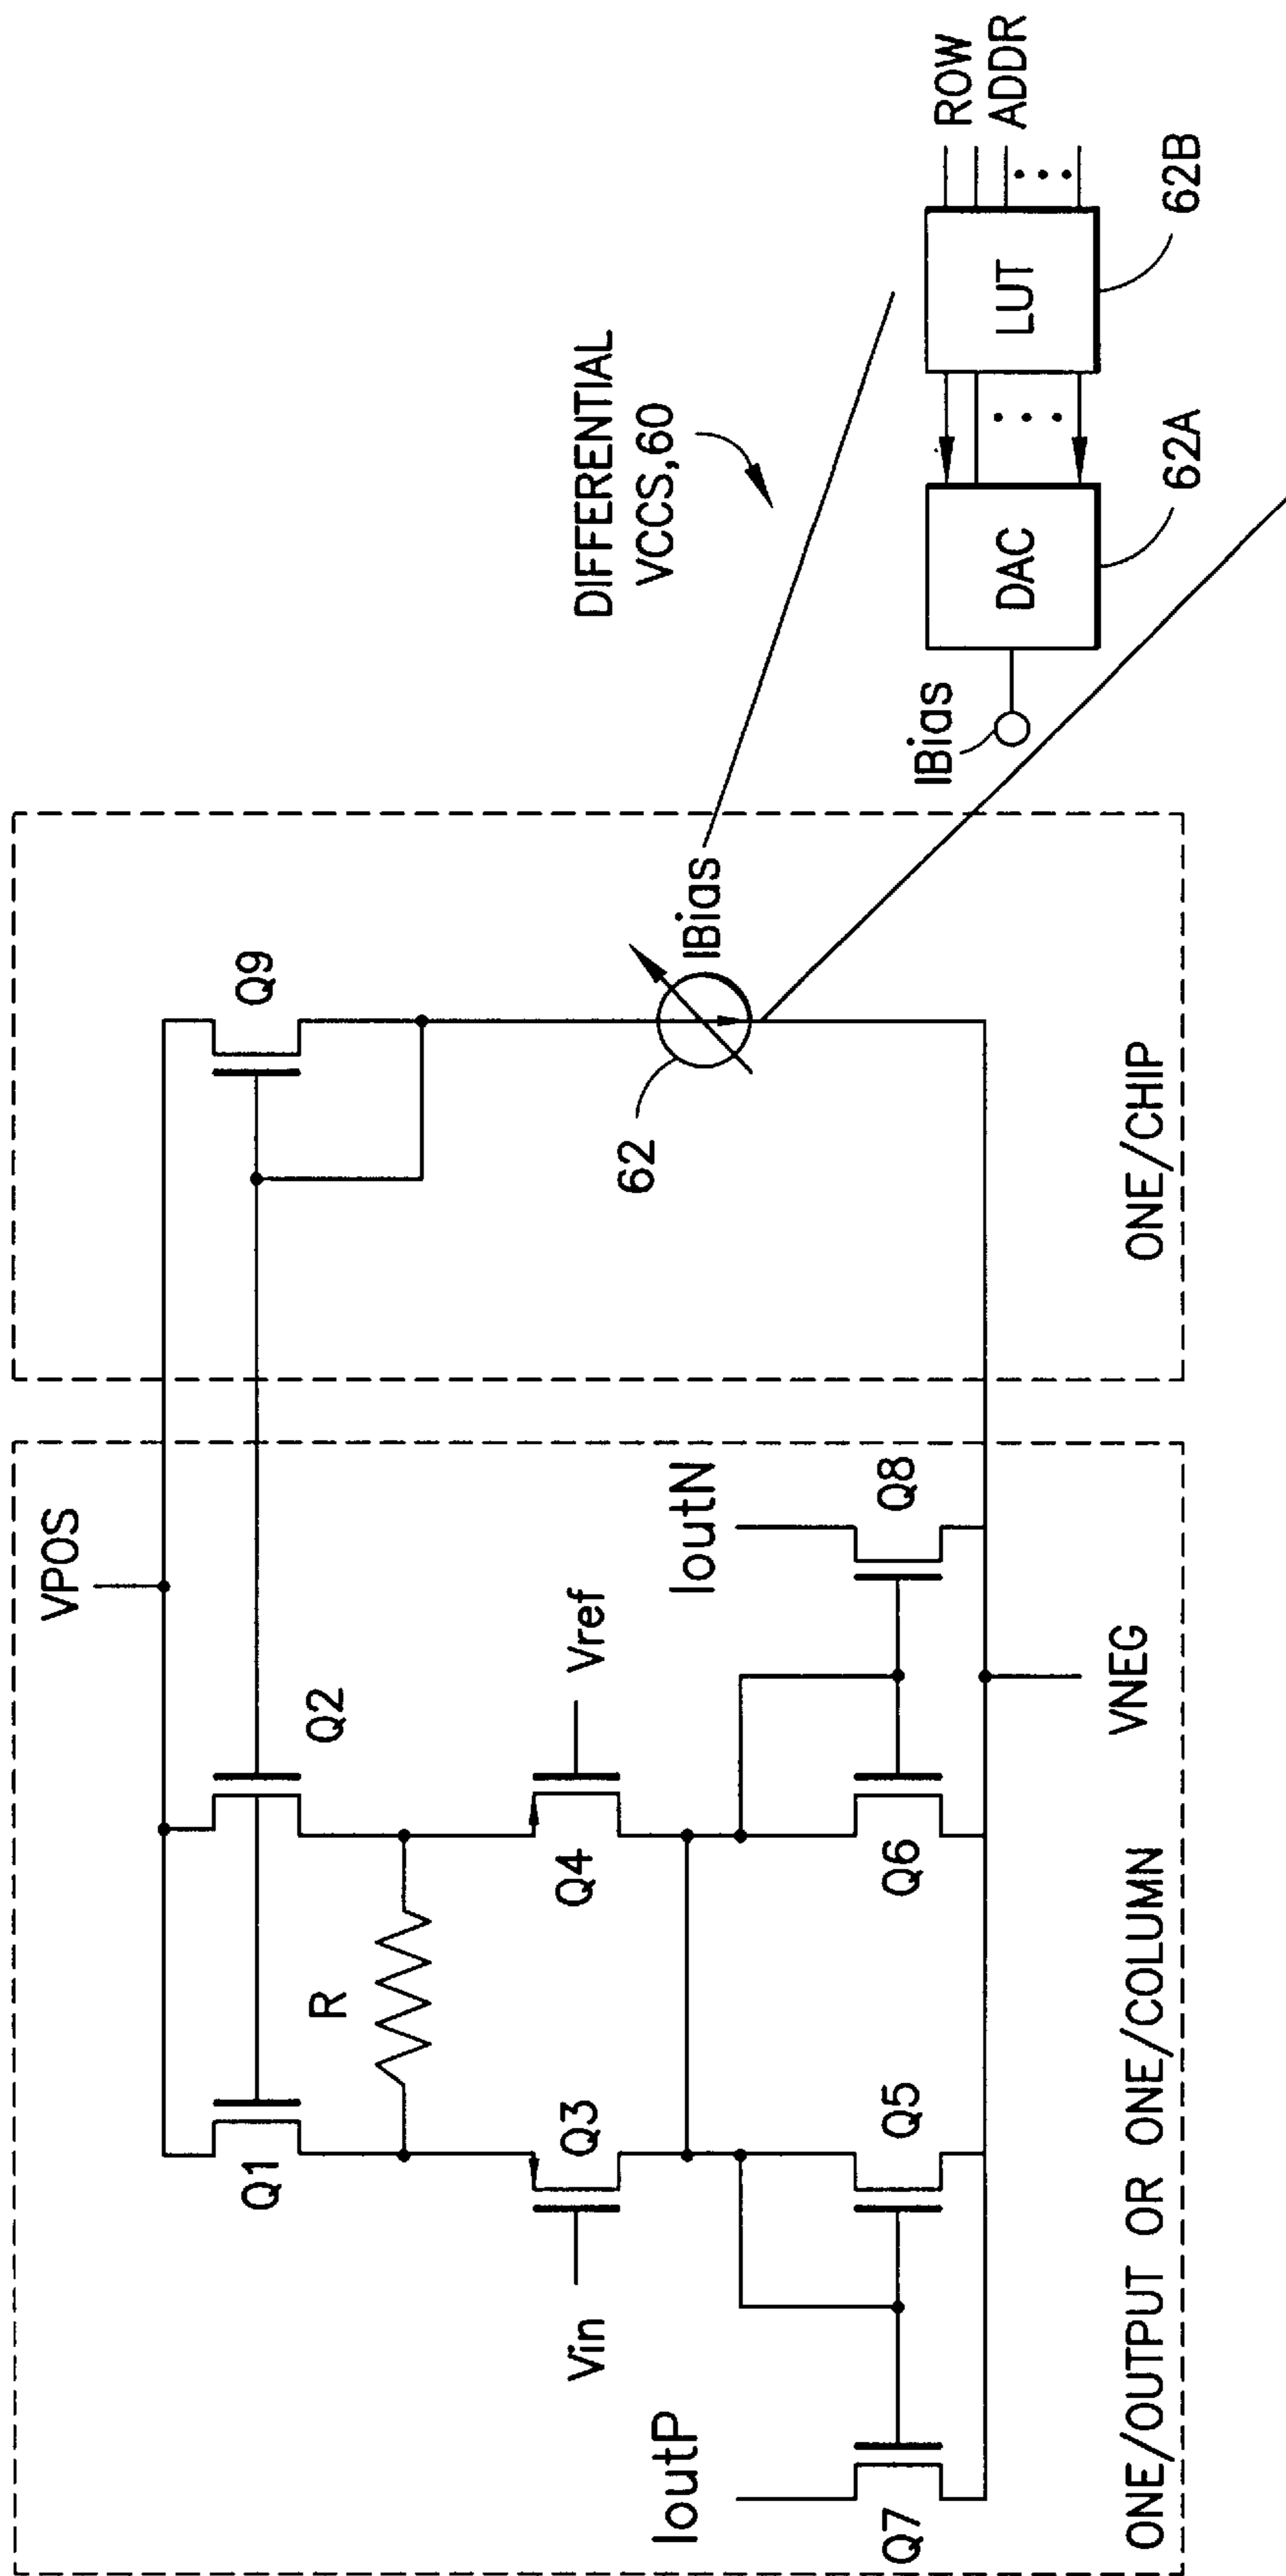 VPOS
Q1
Q2
Q9
R
Vin
Q3
Q4
Vref
DIFFERENTIAL
VCCS,60
IoutP
IoutN
62
IBias
Q7
Q5
Q6
Q8
IBias
DAC
LUT
ROW
ADDR
62A
62B
VNEG
ONE/OUTPUT OR ONE/COLUMN
ONE/CHIP